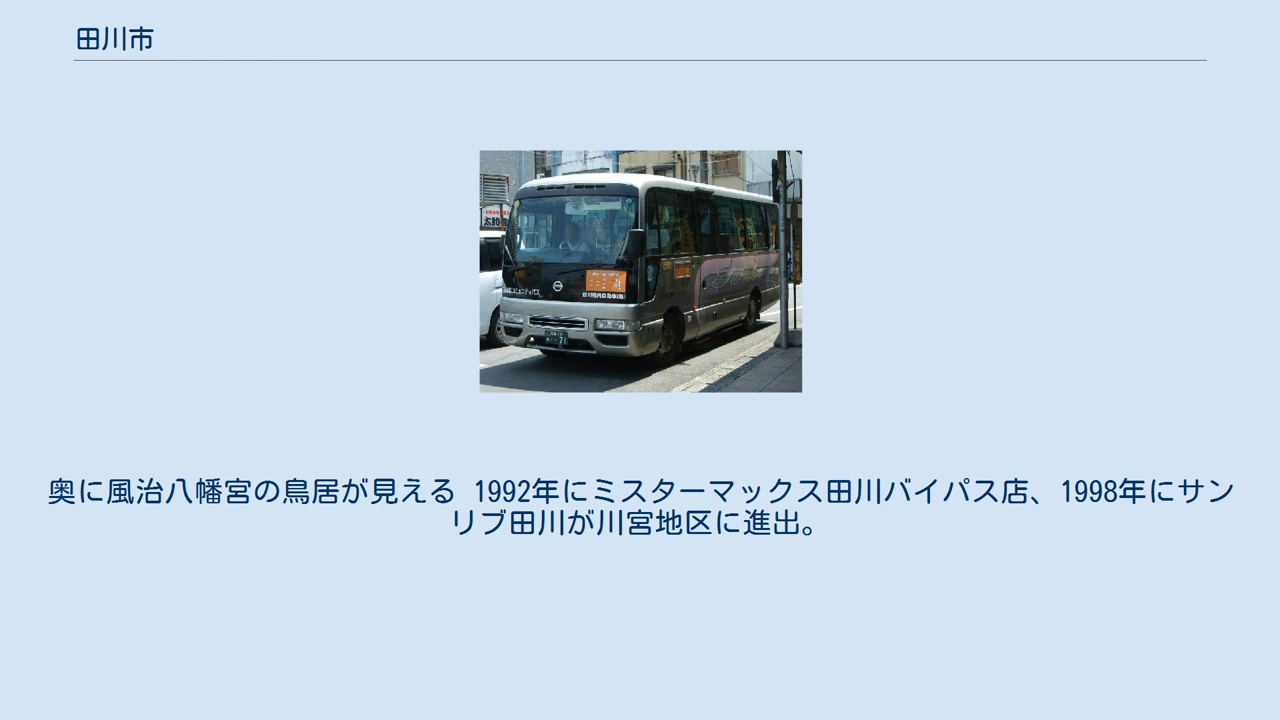 田川市
奥に風治八幡宮の鳥居が見える 1992年にミスターマックス田川バイパス店、1998年にサン
リブ田川が川宮地区に進出。